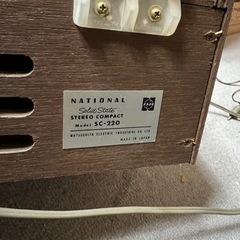 NATIONAL
Solid State
STEREO COMPACT
Model SC-220
MATSUSHITA ELECTRIC INDUSTRIAL CO. LTD.
MADE IN JAPAN